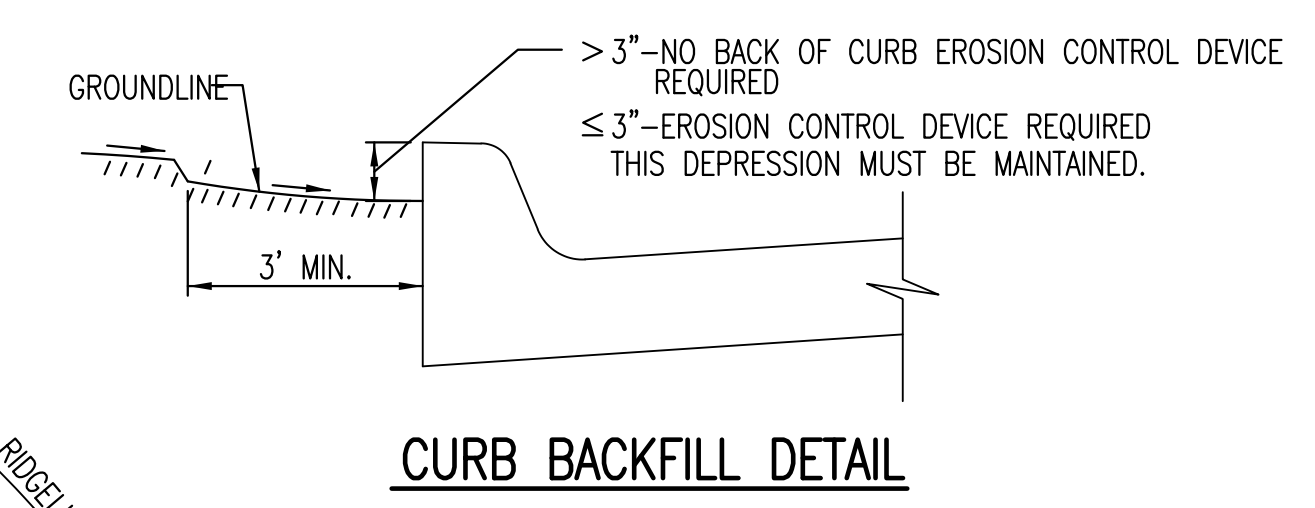 > 3"-NO BACK OF CURB EROSION CONTROL DEVICE
REQUIRED
≤ 3"-EROSION CONTROL DEVICE REQUIRED
THIS DEPRESSION MUST BE MAINTAINED.
GROUNDLINE
3' MIN.
CURB BACKFILL DETAIL